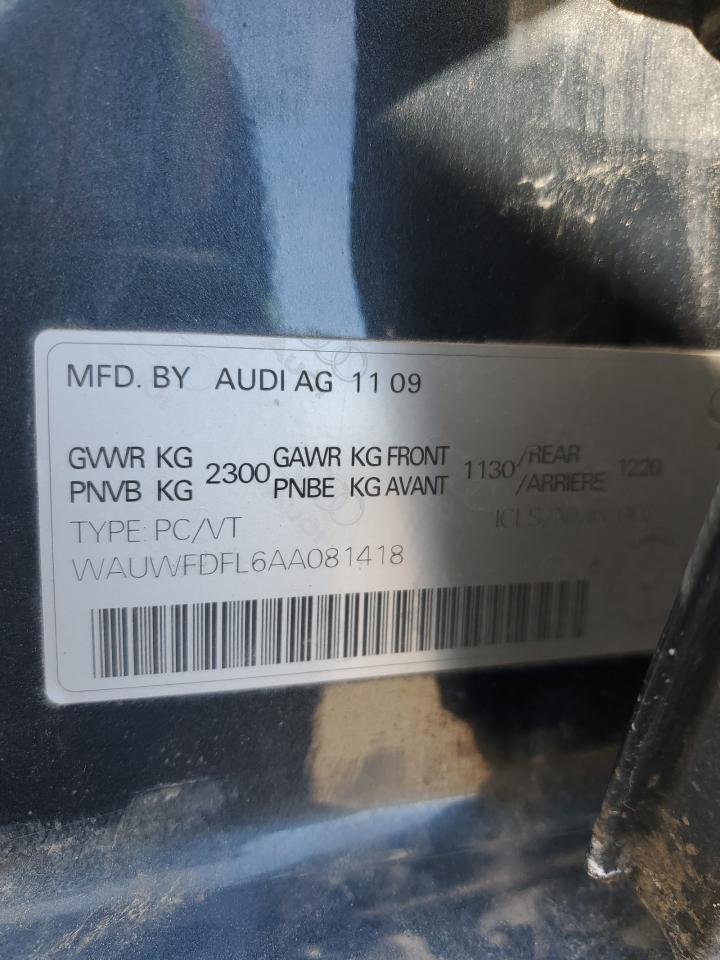 MFD. BY AUDI AG 11 09
GVWR KG 2300 GAWR KG FRONT 1130 /REAR 1220
PNVB KG PNBE KG AVANT /ARRIERE
TYPE: PC/VT
WAUWFDFL6AA081418